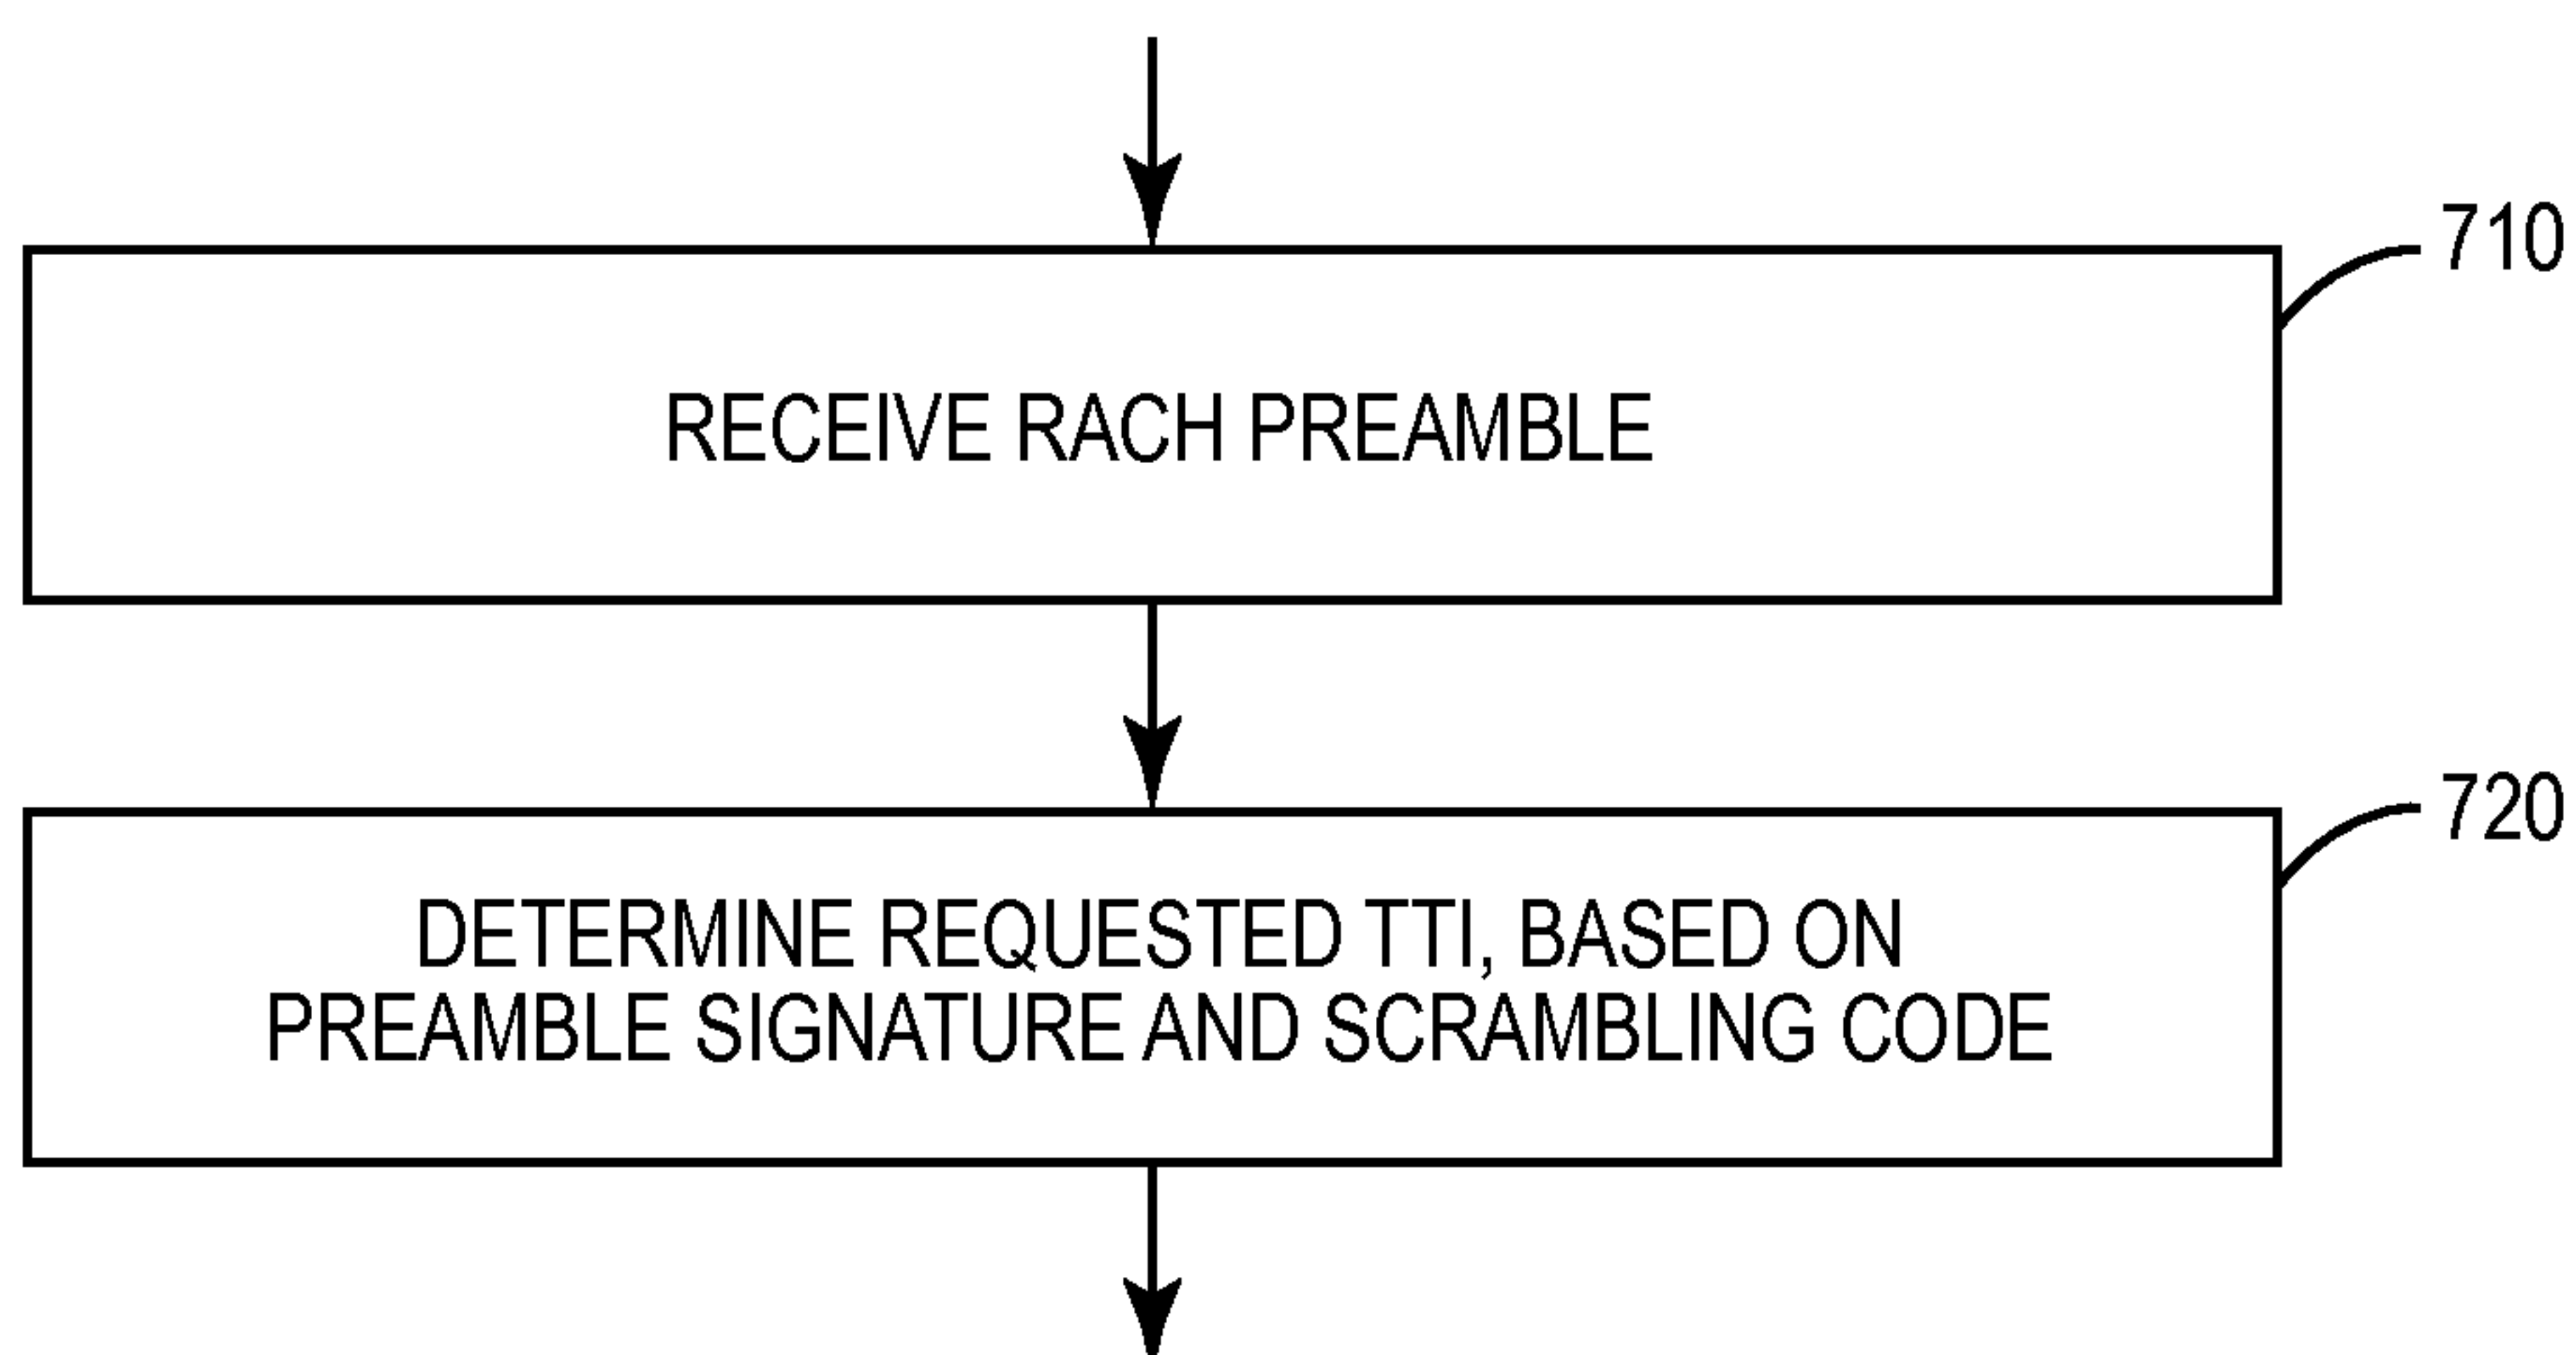 710
RECEIVE RACH PREAMBLE
720
DETERMINE REQUESTED TTI, BASED ON
PREAMBLE SIGNATURE AND SCRAMBLING CODE